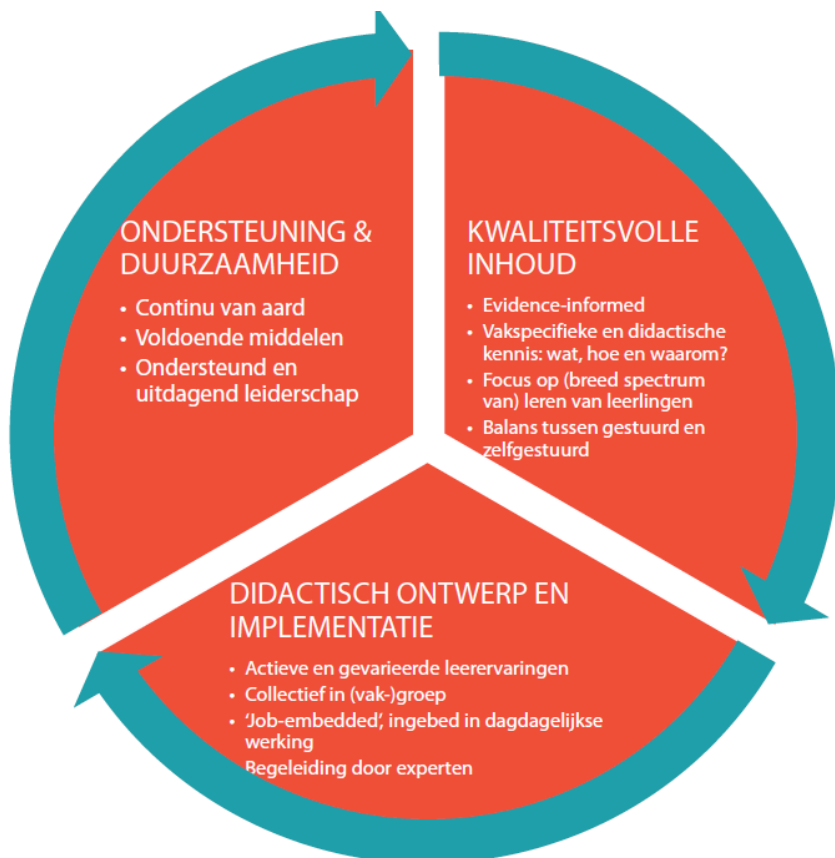 ONDERSTEUNING &
DUURZAAMHEID
• Continu van aard
• Voldoende middelen
• Ondersteund en
uitdagend leiderschap
KWALITEITSVOLLE
INHOUD
• Evidence-informed
• Vakspecifieke en didactische
kennis: wat, hoe en waarom?
• Focus op (breed spectrum
van) leren van leerlingen
• Balans tussen gestuurd en
zelfgestuurd
DIDACTISCH ONTWERP EN
IMPLEMENTATIE
• Actieve en gevarieerde leerervaringen
• Collectief in (vak-)groep
• ‘Job-embedded’, ingebed in dagdagelijkse
werking
Begeleiding door experten